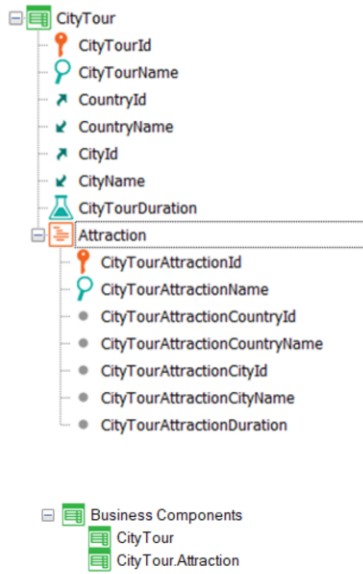 CityTour
CityTourId
CityTourName
CountryId
CountryName
CityId
CityName
CityTourDuration
Attraction
CityTourAttractionId
CityTourAttractionName
CityTourAttractionCountryId
CityTourAttractionCountryName
CityTourAttractionCityId
CityTourAttractionCityName
CityTourAttractionDuration
Business Components
CityTour
CityTour.Attraction